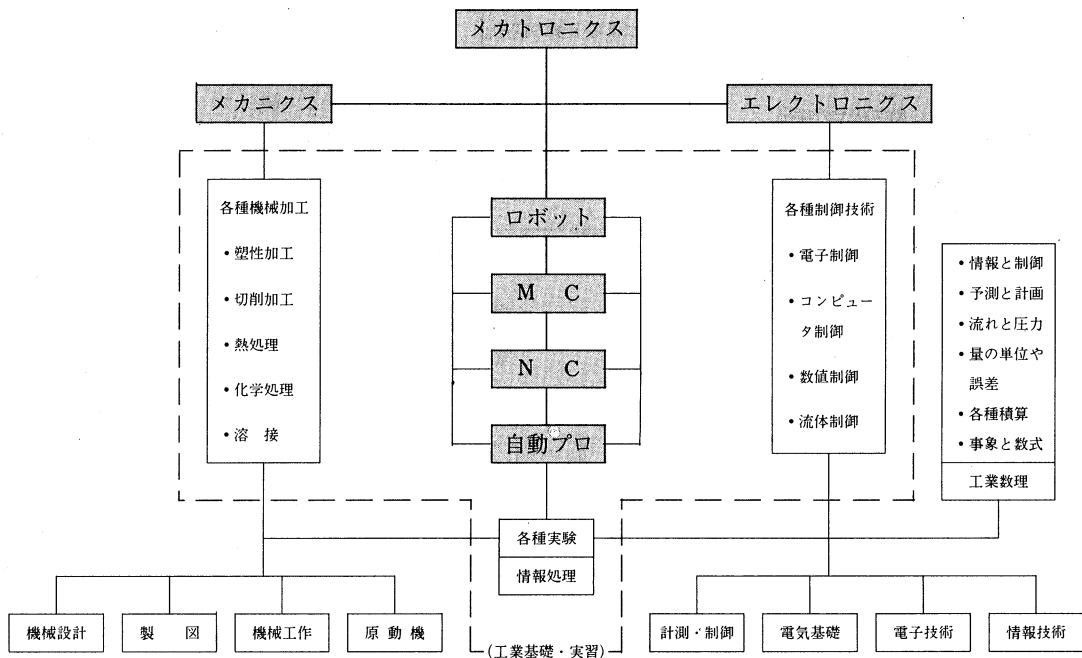 メカトロニクス
メカニクス
エレクトロニクス
各種機械加工
・塑性加工
・切削加工
・熱処理
・化学処理
・溶 接
ロボット
M C
N C
自動プロ
各種制御技術
・電子制御
・コンピュー
タ制御
・数値制御
・流体制御
・情報と制御
・予測と計画
・流れと圧力
・量の単位や
誤差
・各種積算
・事象と数式
工業数理
各種実験
情報処理
機械設計
製 図
機械工作
原 動 機
(工業基礎・実習)
計測・制御
電気基礎
電子技術
情報技術